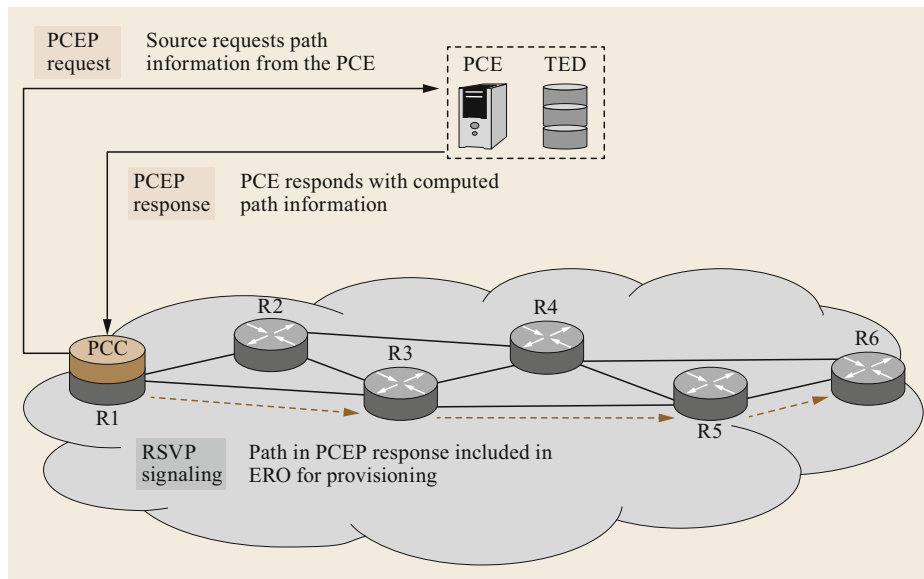 PCEP
request
Source requests path
information from the PCE
PCE
TED
PCEP
response
PCE responds with computed
path information
R2
R4
PCC
R3
R6
R1
R5
RSVP
signaling
Path in PCEP response included in
ERO for provisioning